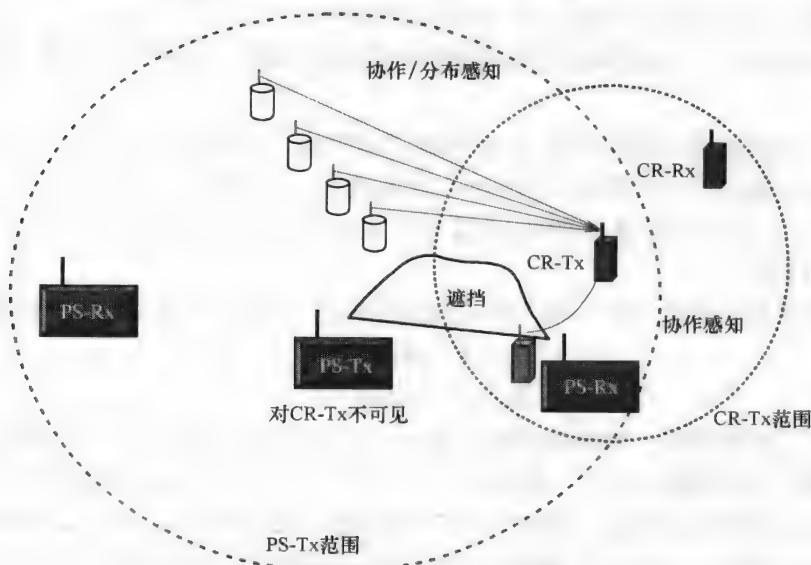 协作/分布感知
CR-Rx
CR-Tx
遮挡
PS-Rx
协作感知
PS-Tx
PS-Rx
对CR-Tx不可见
CR-Tx范围
PS-Tx范围